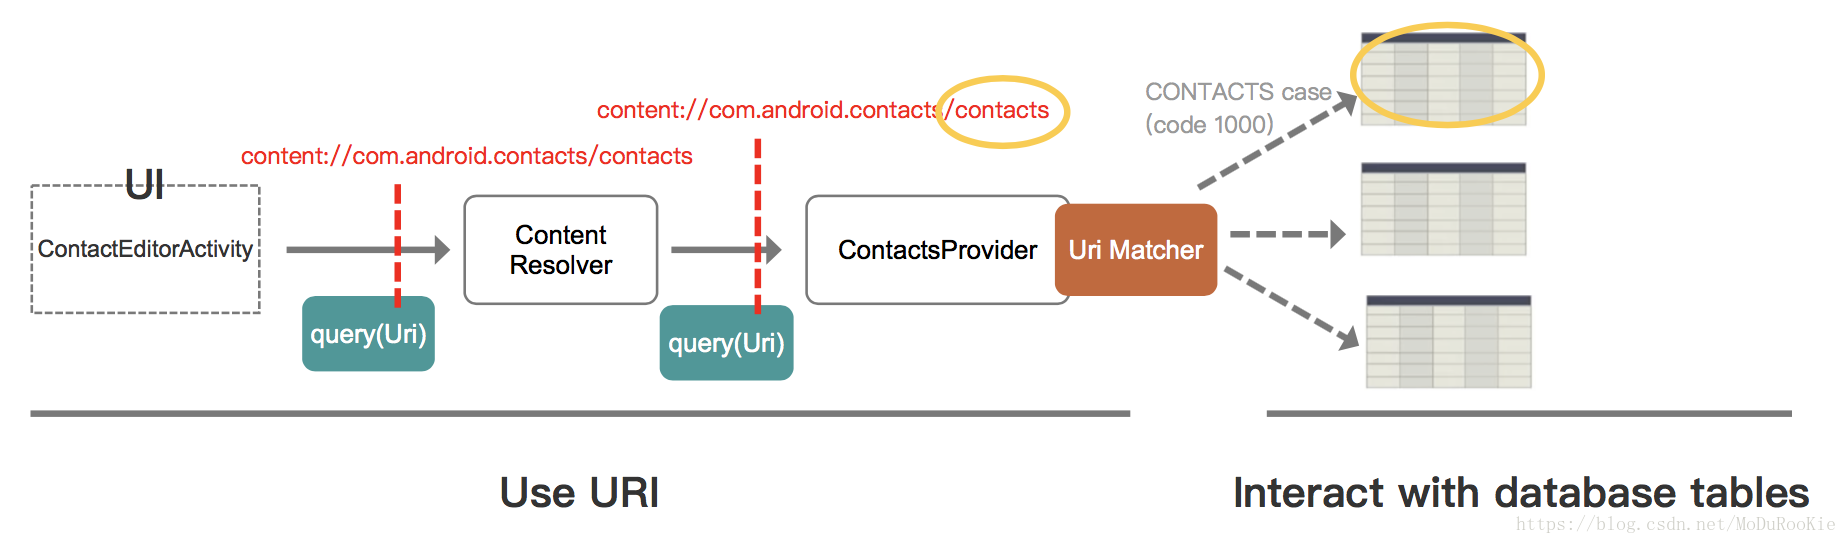 CONTACTS case
(code 1000)
content://com.android.contacts/contacts
content://com.android.contacts/contacts
UI
ContactEditorActivity
Content
Resolver
ContactsProvider
Uri Matcher
query(Uri)
query(Uri)
Use URI
Interact with database tables
https://blog.csdn.net/MoDuRooKie